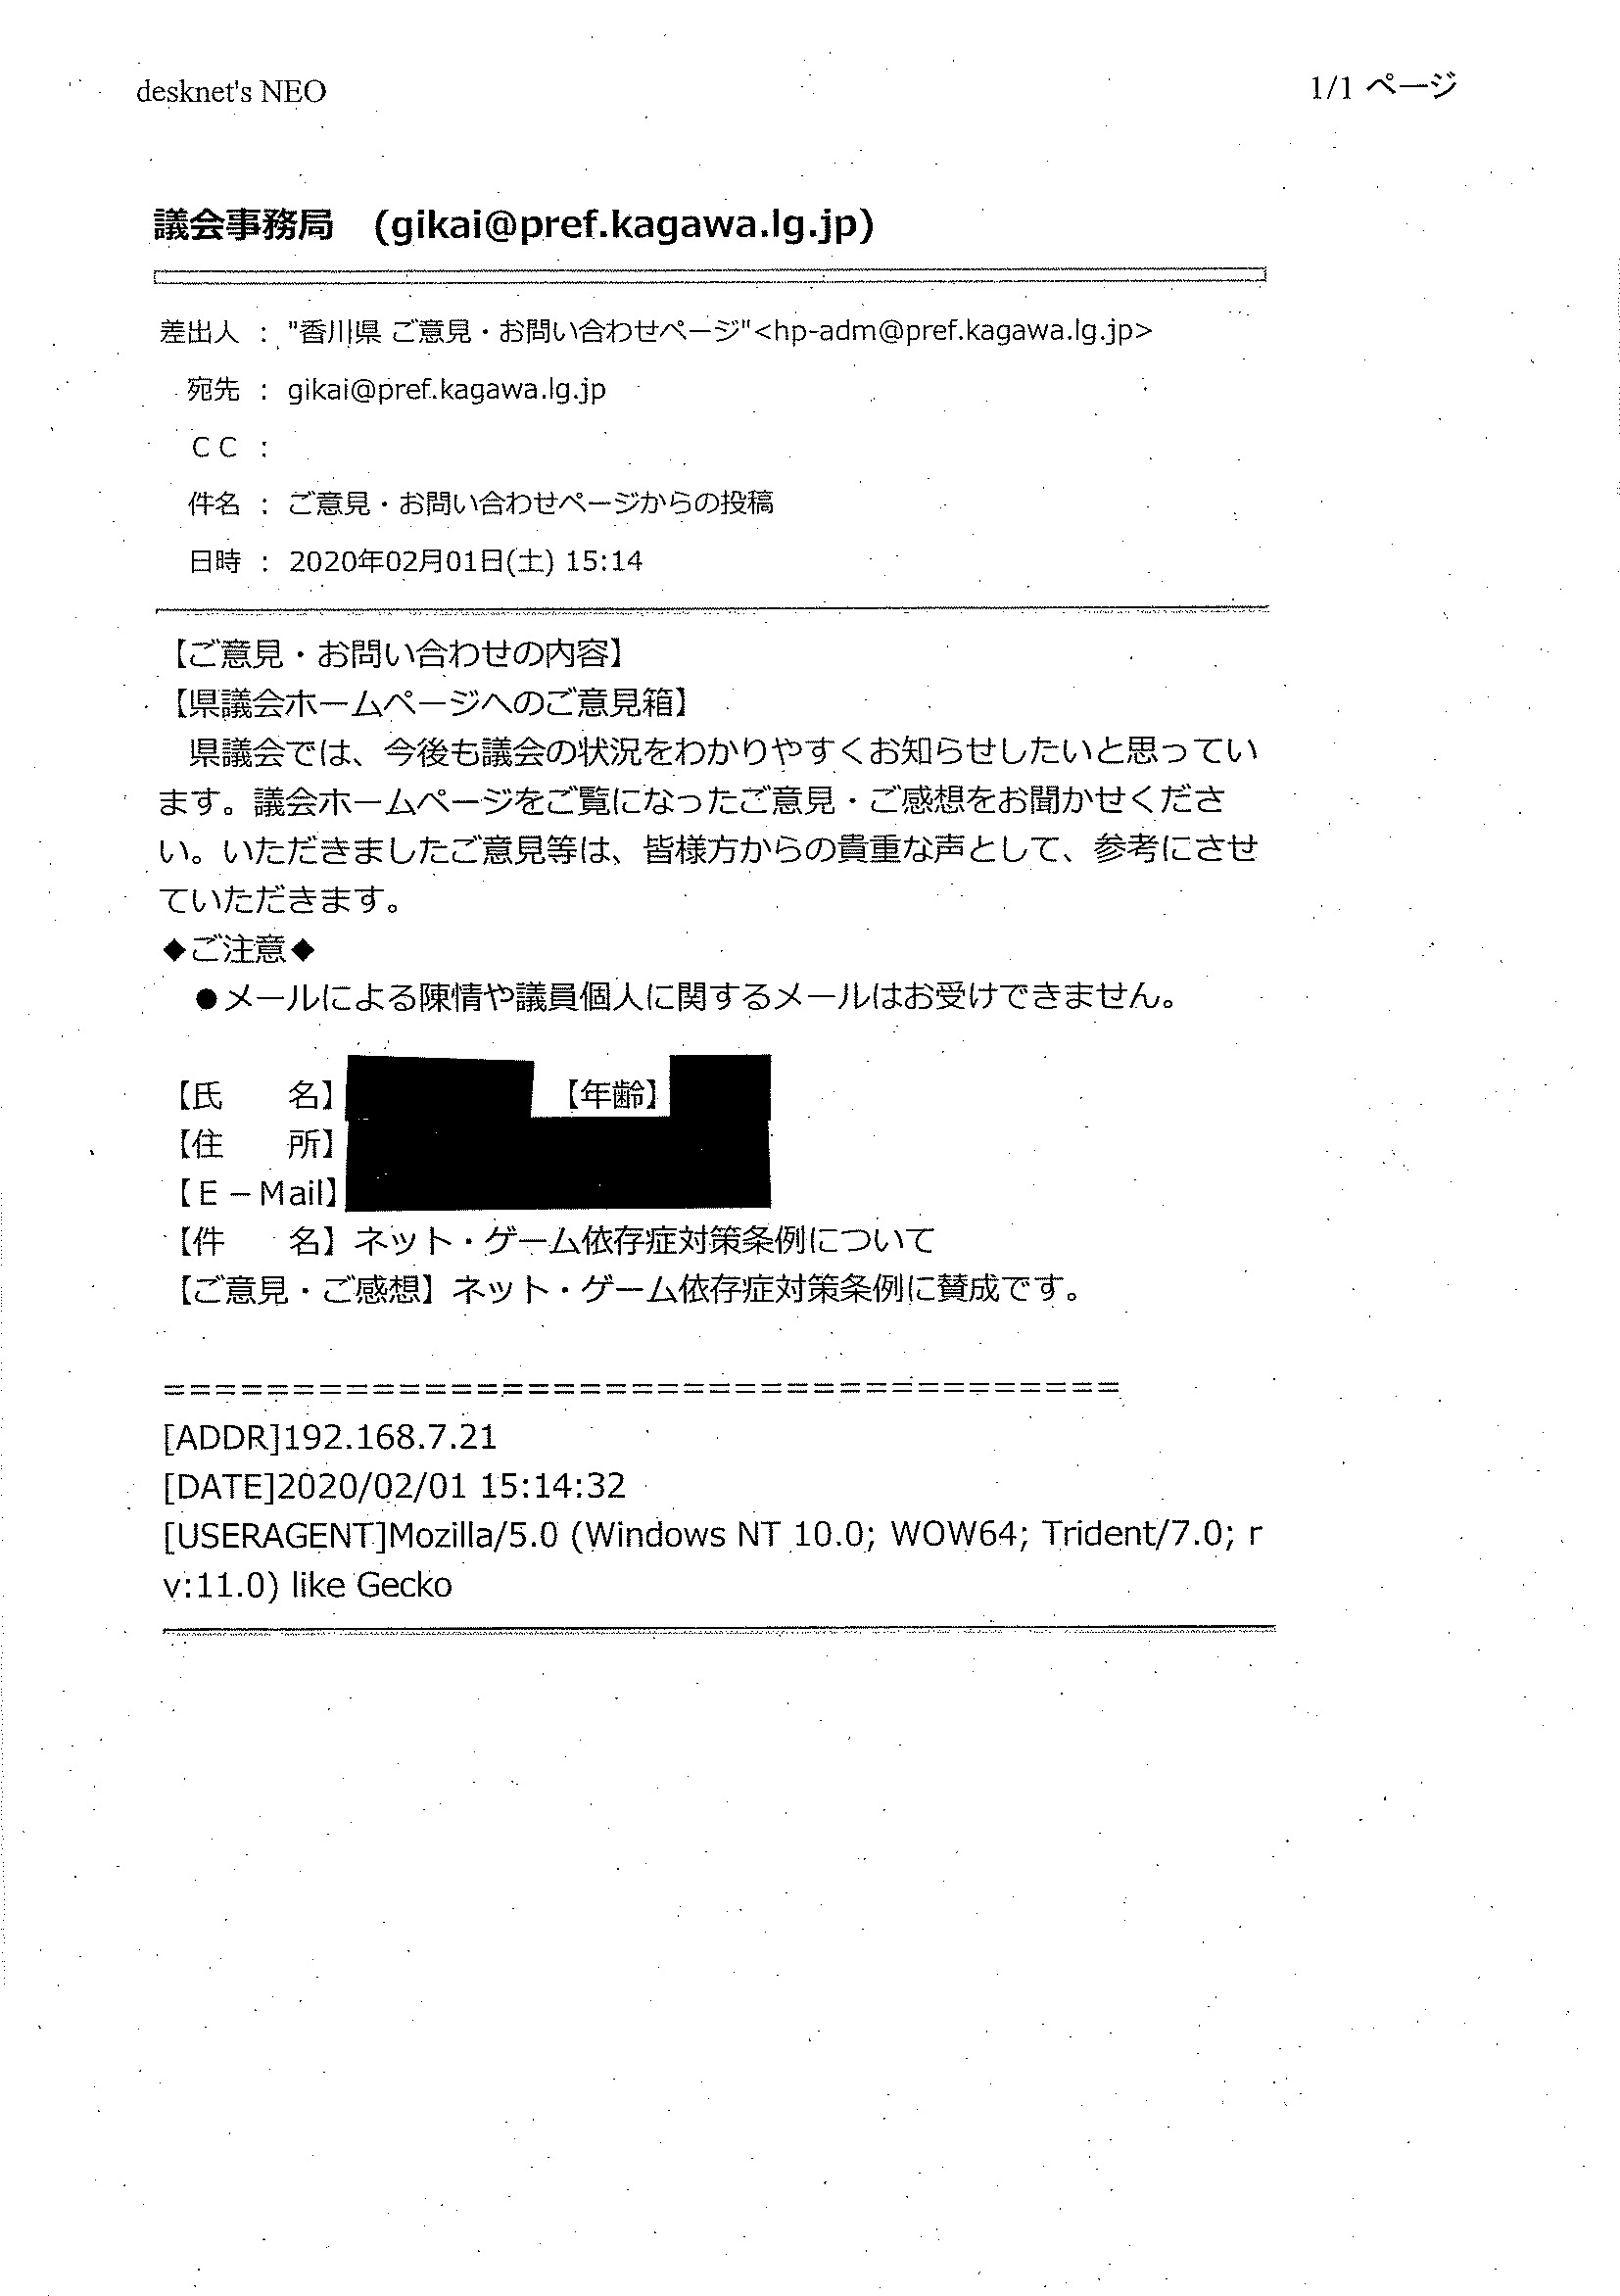 desknet's NEO
1/1 ページ
議会事務局　(gikai@pref.kagawa.lg.jp)
差出人 ： "香川県 ご意見・お問い合わせページ"<hp-adm@pref.kagawa.lg.jp>
宛先 ： gikai@pref.kagawa.lg.jp
ＣＣ ：
件名 ： ご意見・お問い合わせページからの投稿
日時 ： 2020年02月01日(土) 15:14
【ご意見・お問い合わせの内容】
【県議会ホームページへのご意見箱】
　県議会では、今後も議会の状況をわかりやすくお知らせしたいと思ってい
ます。議会ホームページをご覧になったご意見・ご感想をお聞かせくださ
い。いただきましたご意見等は、皆様方からの貴重な声として、参考にさせ
ていただきます。
◆ご注意◆
　●メールによる陳情や議員個人に関するメールはお受けできません。
【氏　　名】　【年齢】
【住　　所】
【Ｅ－Mail】
【件　　名】ネット・ゲーム依存症対策条例について
【ご意見・ご感想】ネット・ゲーム依存症対策条例に賛成です。
=====================================
[ADDR]192.168.7.21
[DATE]2020/02/01 15:14:32
[USERAGENT]Mozilla/5.0 (Windows NT 10.0; WOW64; Trident/7.0; r
v:11.0) like Gecko